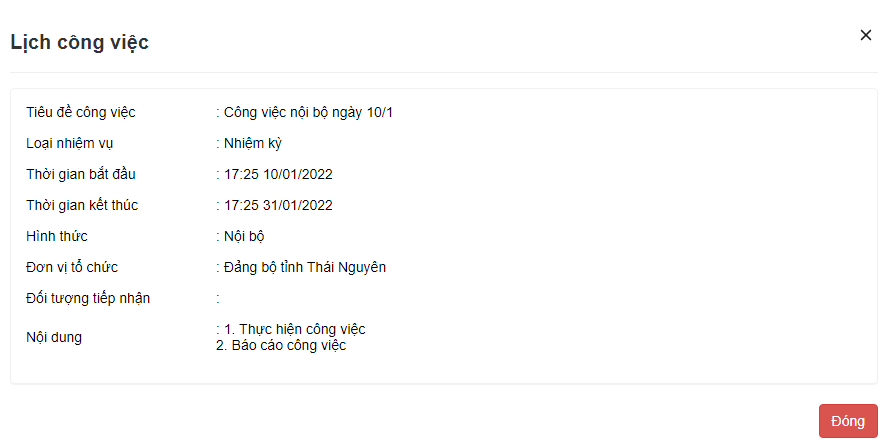 Lịch công việc
×
Tiêu đề công việc : Công việc nội bộ ngày 10/1
Loại nhiệm vụ : Nhiệm kỳ
Thời gian bắt đầu : 17:25 10/01/2022
Thời gian kết thúc : 17:25 31/01/2022
Hình thức : Nội bộ
Đơn vị tổ chức : Đảng bộ tỉnh Thái Nguyên
Đối tượng tiếp nhận :
Nội dung : 1. Thực hiện công việc
2. Báo cáo công việc
Đóng